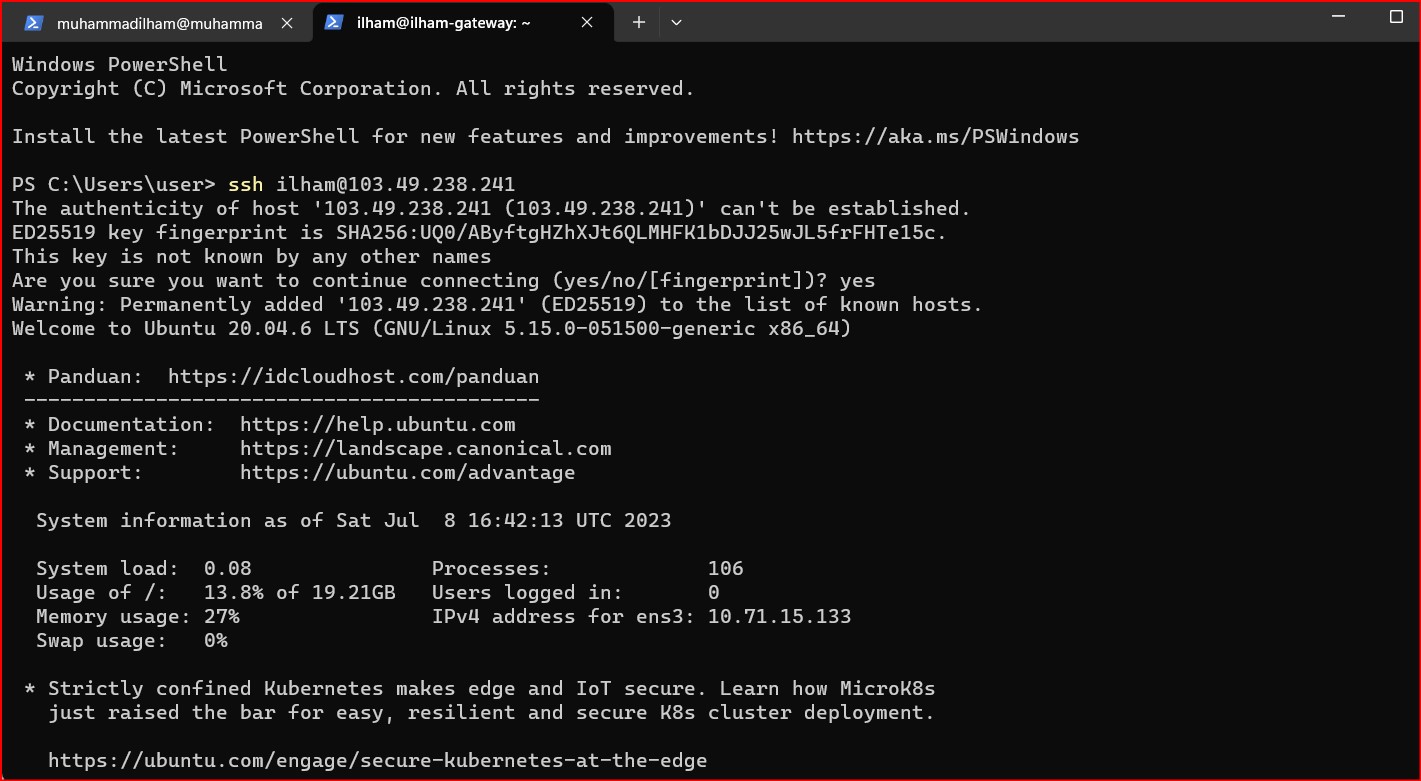 muhammadilham@muhamma
ilham@ilham-gateway: ~
Windows PowerShell
Copyright (C) Microsoft Corporation. All rights reserved.
Install the latest PowerShell for new features and improvements! https://aka.ms/PSWindows
PS C:\Users\user> ssh ilham@103.49.238.241
The authenticity of host '103.49.238.241 (103.49.238.241)' can't be established.
ED25519 key fingerprint is SHA256:UQ0/AByftgHZhXJt6QLMHFK1bDJJ25wJL5frFHTe15c.
This key is not known by any other names
Are you sure you want to continue connecting (yes/no/[fingerprint])? yes
Warning: Permanently added '103.49.238.241' (ED25519) to the list of known hosts.
Welcome to Ubuntu 20.04.6 LTS (GNU/Linux 5.15.0-051500-generic x86_64)
* Panduan:  https://idcloudhost.com/panduan
-------------------------------------------
* Documentation:  https://help.ubuntu.com
* Management:     https://landscape.canonical.com
* Support:        https://ubuntu.com/advantage
System information as of Sat Jul  8 16:42:13 UTC 2023
System load:  0.08               Processes:             106
Usage of /:   13.8% of 19.21GB   Users logged in:       0
Memory usage: 27%                IPv4 address for ens3: 10.71.15.133
Swap usage:   0%
* Strictly confined Kubernetes makes edge and IoT secure. Learn how MicroK8s
just raised the bar for easy, resilient and secure K8s cluster deployment.
https://ubuntu.com/engage/secure-kubernetes-at-the-edge